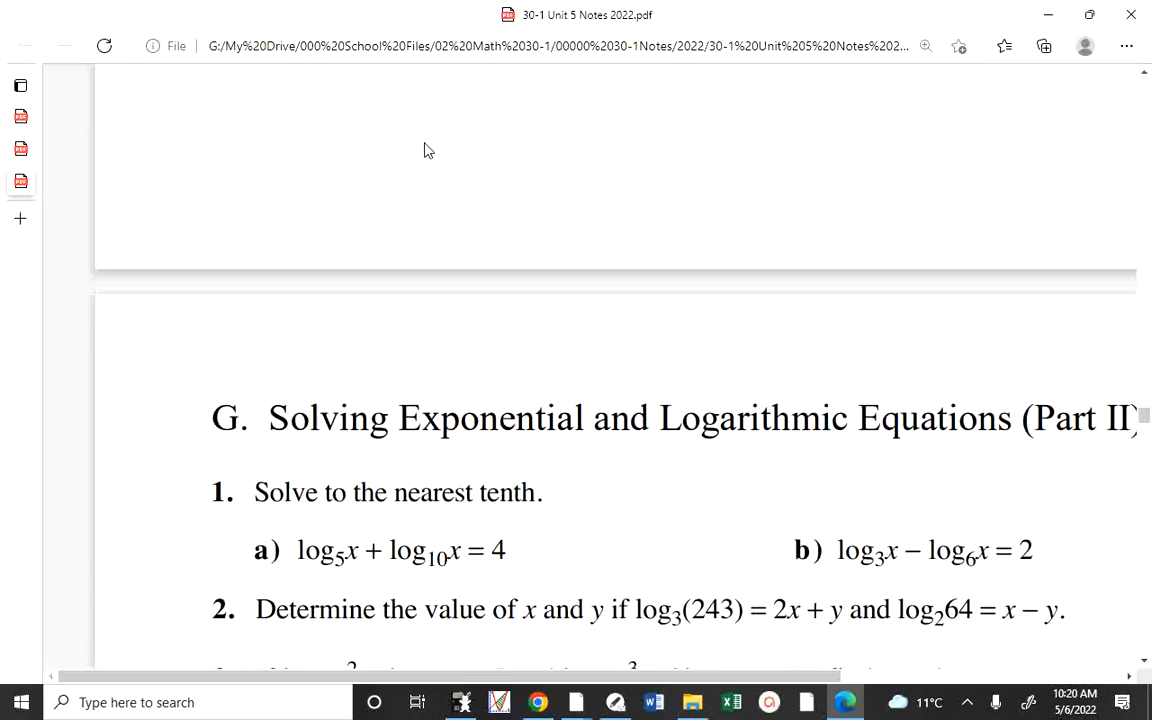 30-1 Unit 5 Notes 2022.pdf
File | G:/My%20Drive/000%20School%20Files/02%20Math%2030-1/00000%2030-1Notes/2022/30-1%20Unit%205%20Notes%202...
G. Solving Exponential and Logarithmic Equations (Part II)
1. Solve to the nearest tenth.
a) log₅x + log₁₀x = 4 b) log₃x – log₆x = 2
2. Determine the value of x and y if log₃(243) = 2x + y and log₂64 = x – y.
Type here to search
11°C
10:20 AM
5/6/2022